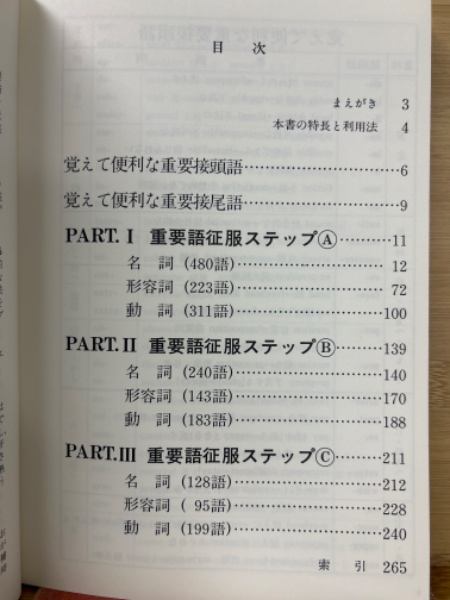 目 次
まえがき 3
本書の特長と利用法 4
覚えて便利な重要接頭語…………………………6
覚えて便利な重要接尾語…………………………9
PART. I 重要語征服ステップⒶ………11
名 詞 (480語)……………………… 12
形容詞 (223語)……………………… 72
動 詞 (311語)………………………100
PART. II 重要語征服ステップⒷ………139
名 詞 (240語)………………………140
形容詞 (143語)………………………170
動 詞 (183語)………………………188
PART. III 重要語征服ステップⒸ………211
名 詞 (128語)………………………212
形容詞 ( 95語)………………………228
動 詞 (199語)………………………240
索 引 265